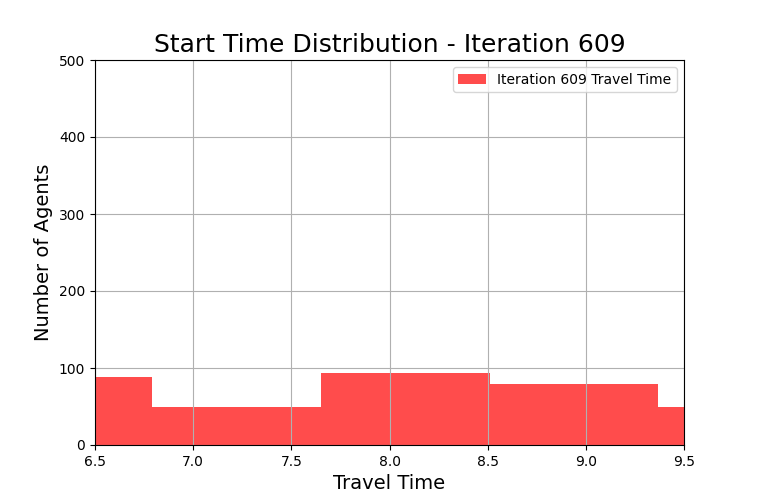 Start Time Distribution - Iteration 609
Iteration 609 Travel Time
Number of Agents
500
400
300
200
100
0
6.5 7.0 7.5 8.0 8.5 9.0 9.5
Travel Time